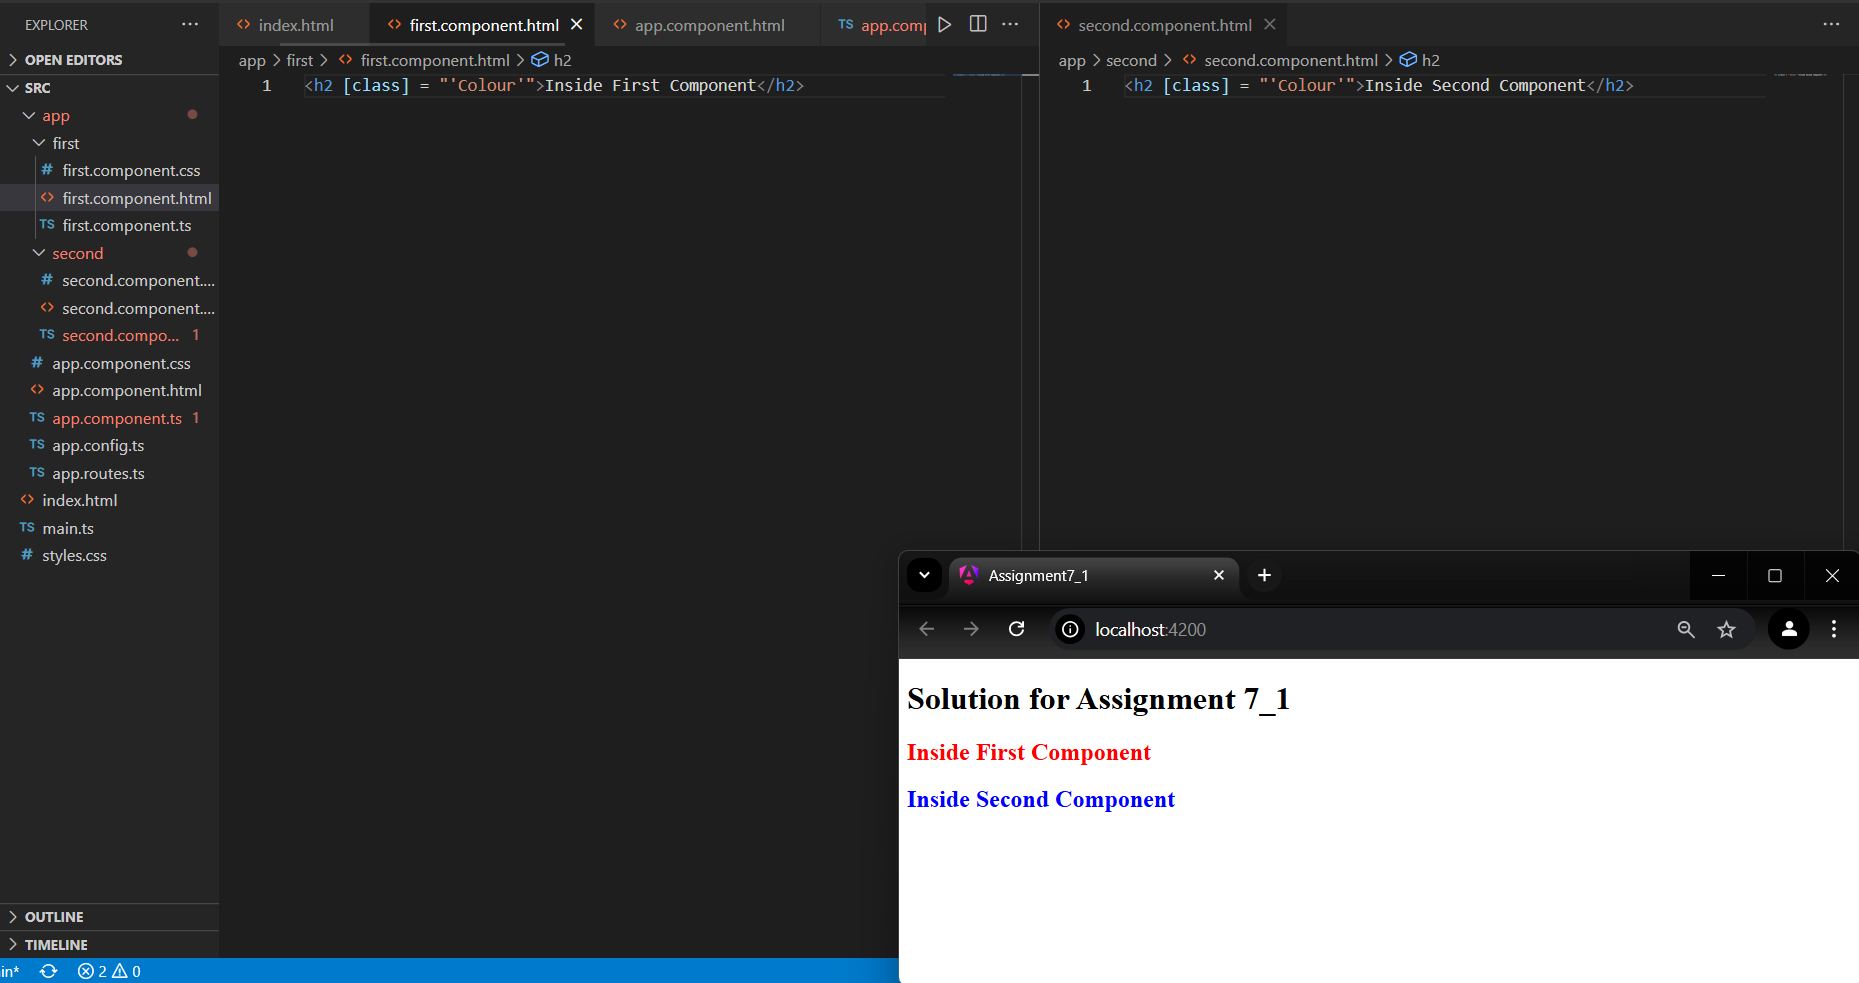 EXPLORER ···
OPEN EDITORS
SRC
app
first
# first.component.css
<> first.component.html
TS first.component.ts
second
# second.component....
<> second.component....
TS second.compo... 1
# app.component.css
<> app.component.html
TS app.component.ts 1
TS app.config.ts
TS app.routes.ts
<> index.html
TS main.ts
# styles.css
OUTLINE
TIMELINE
in* 2 0
<> index.html <> first.component.html <> app.component.html TS app.comp ···
app > first > <> first.component.html > h2
1 <h2 [class] = "'Colour'">Inside First Component</h2>
<> second.component.html ···
app > second > <> second.component.html > h2
1 <h2 [class] = "'Colour'">Inside Second Component</h2>
Assignment7_1
localhost:4200
Solution for Assignment 7_1
Inside First Component
Inside Second Component